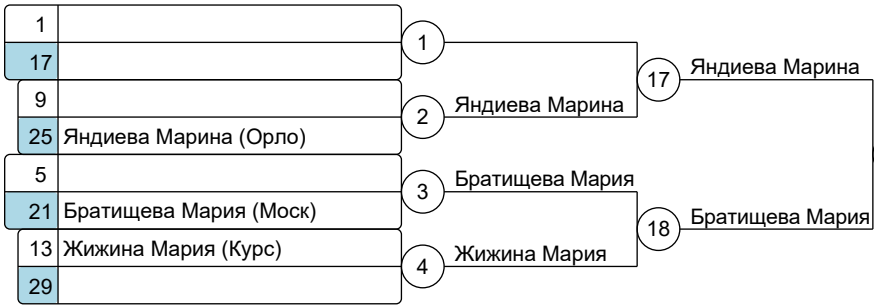 1
17
1
9
25 Яндиева Марина (Орло)
2
Яндиева Марина
17
Яндиева Марина
5
21 Братищева Мария (Моск)
3
Братищева Мария
13 Жижина Мария (Курс)
29
4
Жижина Мария
18
Братищева Мария